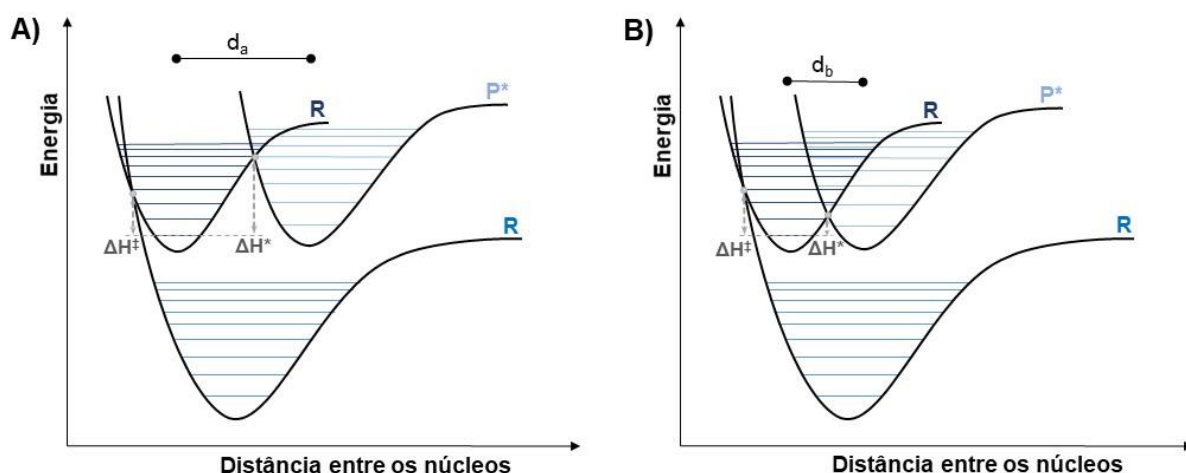 A)
Energia
d_a
R
P*
ΔH‡
ΔH*
R
Distância entre os núcleos
B)
Energia
d_b
R
P*
ΔH‡
ΔH*
R
Distância entre os núcleos